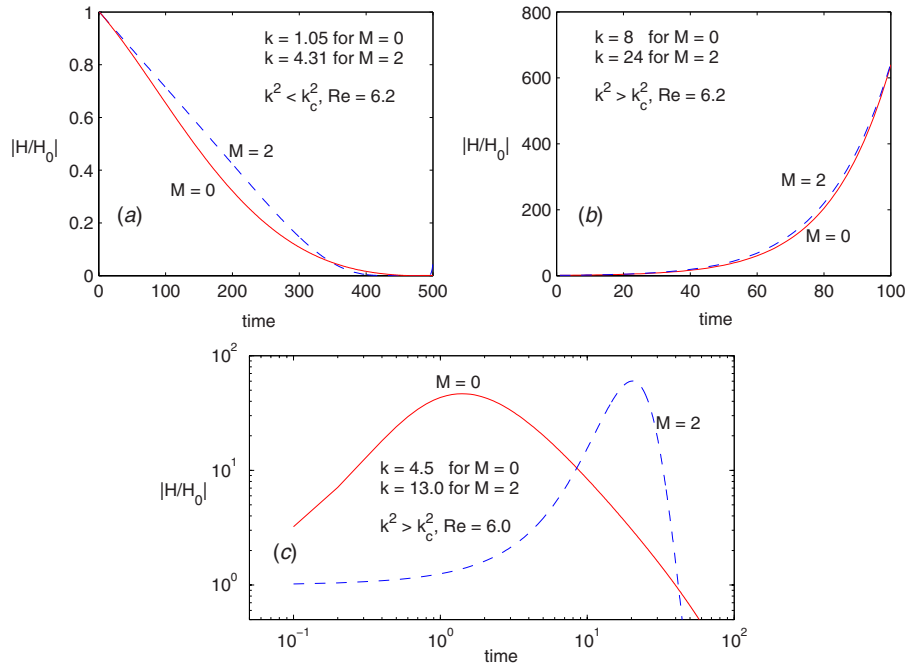 1
0.8
0.6
0.4
0.2
0
|H/H₀|
k = 1.05 for M = 0
k = 4.31 for M = 2
k² < k_c², Re = 6.2
M = 2
M = 0
(a)
0 100 200 300 400 500
time
800
600
400
200
0
|H/H₀|
k = 8 for M = 0
k = 24 for M = 2
k² > k_c², Re = 6.2
M = 2
M = 0
(b)
0 20 40 60 80 100
time
10²
10¹
10⁰
|H/H₀|
M = 0
M = 2
k = 4.5 for M = 0
k = 13.0 for M = 2
k² > k_c², Re = 6.0
(c)
10⁻¹ 10⁰ 10¹ 10²
time